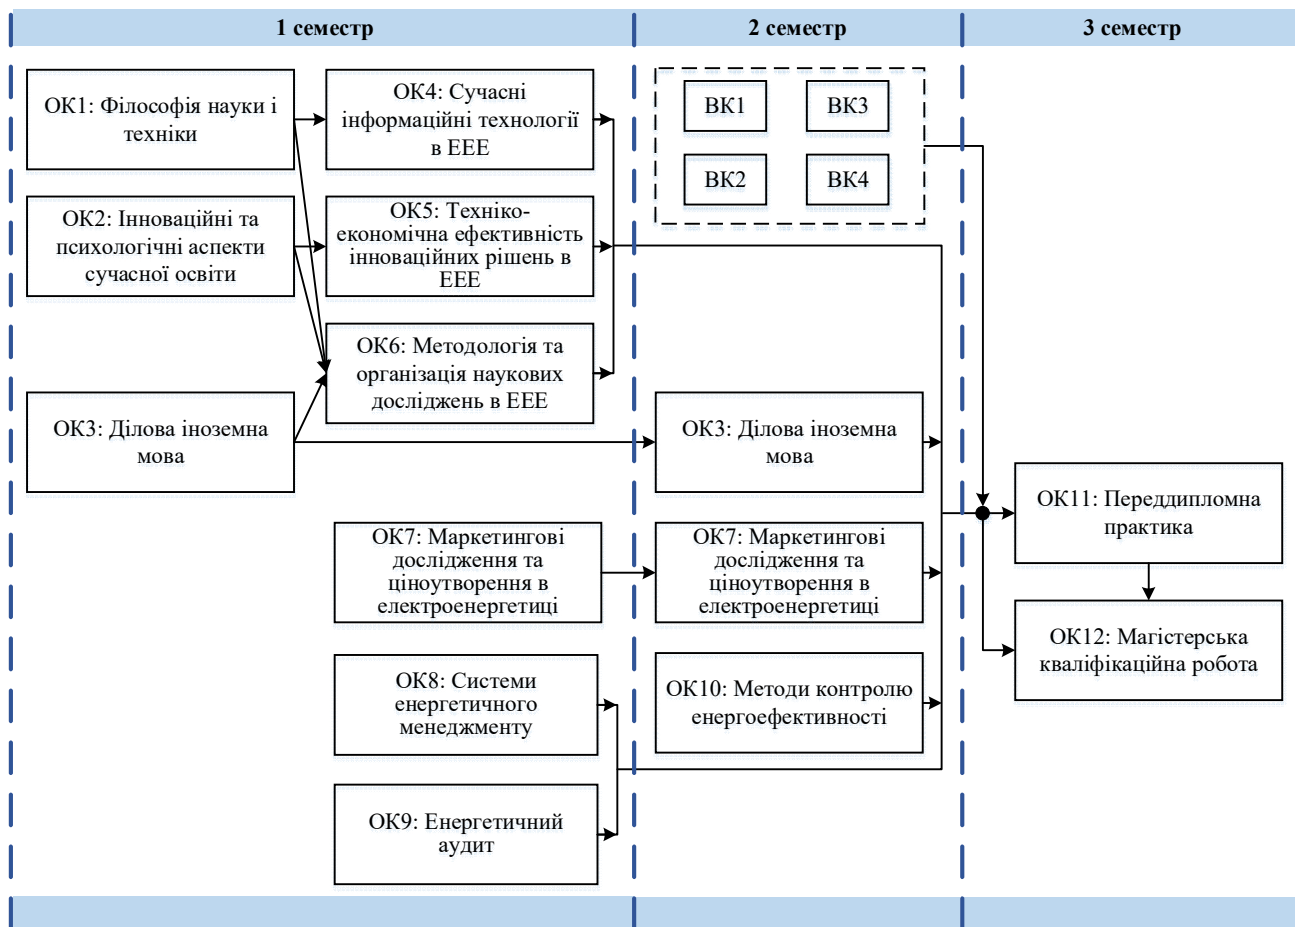 1 семестр
2 семестр
3 семестр
ОК1: Філософія науки і
техніки
ОК2: Інноваційні та
психологічні аспекти
сучасної освіти
ОК3: Ділова іноземна
мова
ОК4: Сучасні
інформаційні технології
в ЕЕЕ
ОК5: Техніко-
економічна ефективність
інноваційних рішень в
ЕЕЕ
ОК6: Методологія та
організація наукових
досліджень в ЕЕЕ
ОК7: Маркетингові
дослідження та
ціноутворення в
електроенергетиці
ОК8: Системи
енергетичного
менеджменту
ОК9: Енергетичний
аудит
ВК1
ВК3
ВК2
ВК4
ОК3: Ділова іноземна
мова
ОК7: Маркетингові
дослідження та
ціноутворення в
електроенергетиці
ОК10: Методи контролю
енергоефективності
ОК11: Переддипломна
практика
ОК12: Магістерська
кваліфікаційна робота